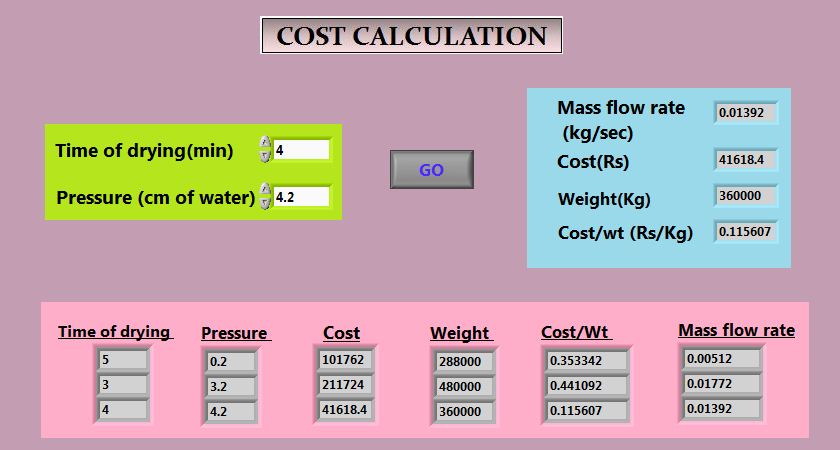 COST CALCULATION
Time of drying(min) 4
Pressure (cm of water) 4.2
GO
Mass flow rate
(kg/sec) 0.01392
Cost(Rs) 41618.4
Weight(Kg) 360000
Cost/wt (Rs/Kg) 0.115607
Time of drying Pressure Cost Weight Cost/Wt Mass flow rate
5 0.2 101762 288000 0.353342 0.00512
3 3.2 211724 480000 0.441092 0.01772
4 4.2 41618.4 360000 0.115607 0.01392